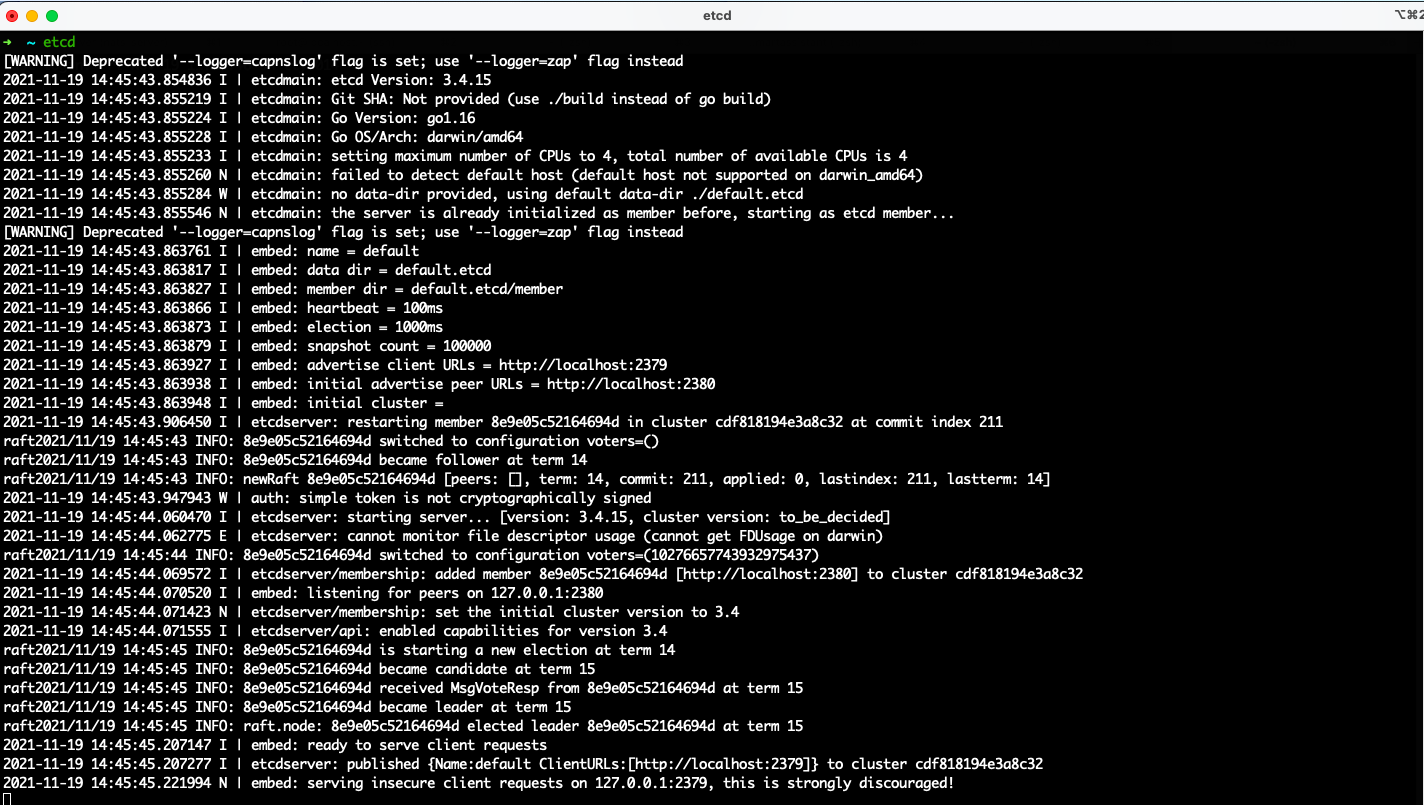 etcd
⌥⌘2
➜ ~ etcd
[WARNING] Deprecated '--logger=capnslog' flag is set; use '--logger=zap' flag instead
2021-11-19 14:45:43.854836 I | etcdmain: etcd Version: 3.4.15
2021-11-19 14:45:43.855219 I | etcdmain: Git SHA: Not provided (use ./build instead of go build)
2021-11-19 14:45:43.855224 I | etcdmain: Go Version: go1.16
2021-11-19 14:45:43.855228 I | etcdmain: Go OS/Arch: darwin/amd64
2021-11-19 14:45:43.855233 I | etcdmain: setting maximum number of CPUs to 4, total number of available CPUs is 4
2021-11-19 14:45:43.855260 N | etcdmain: failed to detect default host (default host not supported on darwin_amd64)
2021-11-19 14:45:43.855284 W | etcdmain: no data-dir provided, using default data-dir ./default.etcd
2021-11-19 14:45:43.855546 N | etcdmain: the server is already initialized as member before, starting as etcd member...
[WARNING] Deprecated '--logger=capnslog' flag is set; use '--logger=zap' flag instead
2021-11-19 14:45:43.863761 I | embed: name = default
2021-11-19 14:45:43.863817 I | embed: data dir = default.etcd
2021-11-19 14:45:43.863827 I | embed: member dir = default.etcd/member
2021-11-19 14:45:43.863866 I | embed: heartbeat = 100ms
2021-11-19 14:45:43.863873 I | embed: election = 1000ms
2021-11-19 14:45:43.863879 I | embed: snapshot count = 100000
2021-11-19 14:45:43.863927 I | embed: advertise client URLs = http://localhost:2379
2021-11-19 14:45:43.863938 I | embed: initial advertise peer URLs = http://localhost:2380
2021-11-19 14:45:43.863948 I | embed: initial cluster =
2021-11-19 14:45:43.906450 I | etcdserver: restarting member 8e9e05c52164694d in cluster cdf818194e3a8c32 at commit index 211
raft2021/11/19 14:45:43 INFO: 8e9e05c52164694d switched to configuration voters=()
raft2021/11/19 14:45:43 INFO: 8e9e05c52164694d became follower at term 14
raft2021/11/19 14:45:43 INFO: newRaft 8e9e05c52164694d [peers: [], term: 14, commit: 211, applied: 0, lastindex: 211, lastterm: 14]
2021-11-19 14:45:43.947943 W | auth: simple token is not cryptographically signed
2021-11-19 14:45:44.060470 I | etcdserver: starting server... [version: 3.4.15, cluster version: to_be_decided]
2021-11-19 14:45:44.062775 E | etcdserver: cannot monitor file descriptor usage (cannot get FDUsage on darwin)
raft2021/11/19 14:45:44 INFO: 8e9e05c52164694d switched to configuration voters=(10276657743932975437)
2021-11-19 14:45:44.069572 I | etcdserver/membership: added member 8e9e05c52164694d [http://localhost:2380] to cluster cdf818194e3a8c32
2021-11-19 14:45:44.070520 I | embed: listening for peers on 127.0.0.1:2380
2021-11-19 14:45:44.071423 N | etcdserver/membership: set the initial cluster version to 3.4
2021-11-19 14:45:44.071555 I | etcdserver/api: enabled capabilities for version 3.4
raft2021/11/19 14:45:45 INFO: 8e9e05c52164694d is starting a new election at term 14
raft2021/11/19 14:45:45 INFO: 8e9e05c52164694d became candidate at term 15
raft2021/11/19 14:45:45 INFO: 8e9e05c52164694d received MsgVoteResp from 8e9e05c52164694d at term 15
raft2021/11/19 14:45:45 INFO: 8e9e05c52164694d became leader at term 15
raft2021/11/19 14:45:45 INFO: raft.node: 8e9e05c52164694d elected leader 8e9e05c52164694d at term 15
2021-11-19 14:45:45.207147 I | embed: ready to serve client requests
2021-11-19 14:45:45.207277 I | etcdserver: published {Name:default ClientURLs:[http://localhost:2379]} to cluster cdf818194e3a8c32
2021-11-19 14:45:45.221994 N | embed: serving insecure client requests on 127.0.0.1:2379, this is strongly discouraged!